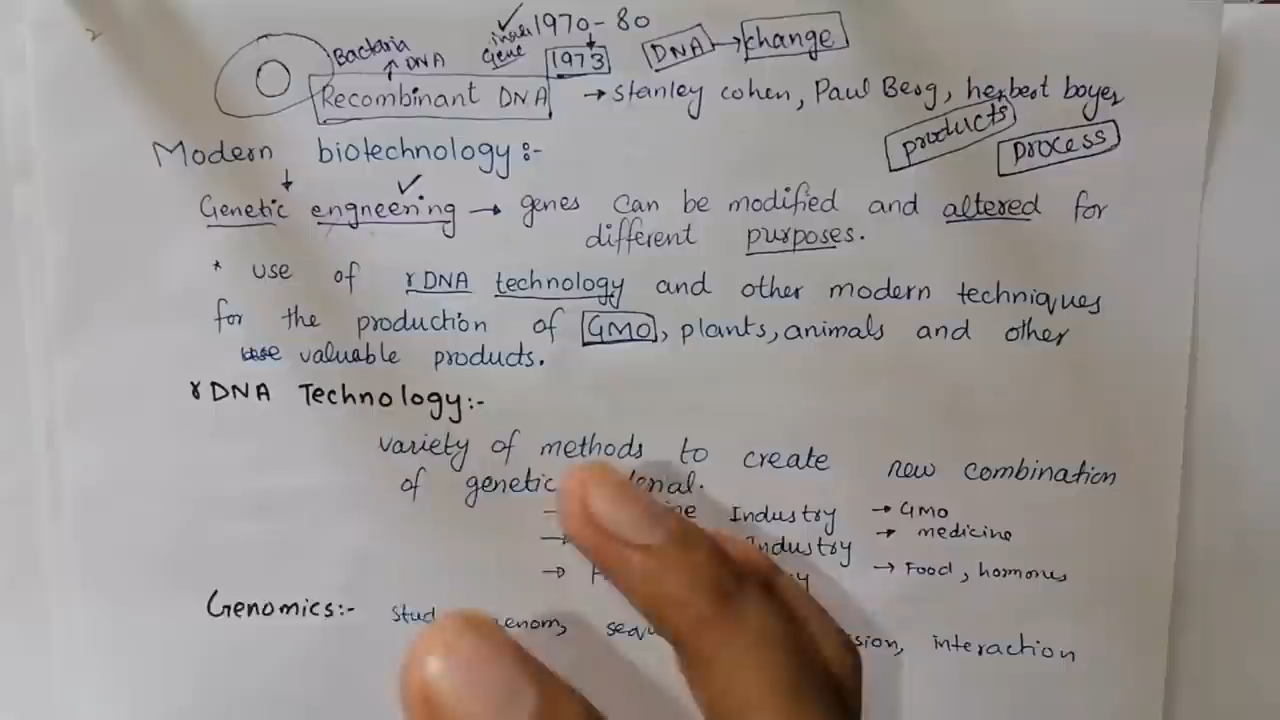 2
inser 1970-80
Gene
Bacteria
DNA
1973
DNA → change
Recombinant DNA → Stanley cohen, Paul Berg, herbert boyer
products
process
Modern biotechnology:-
Genetic engneering → genes can be modified and altered for
different purposes.
* use of rDNA technology and other modern techniques
for the production of GMO, plants, animals and other
valuable products.
rDNA Technology:-
variety of methods to create new combination
of genetic
Industry → GMO
→ medicine
→ Industry
→ → Food, hormones
Genomics:- interaction